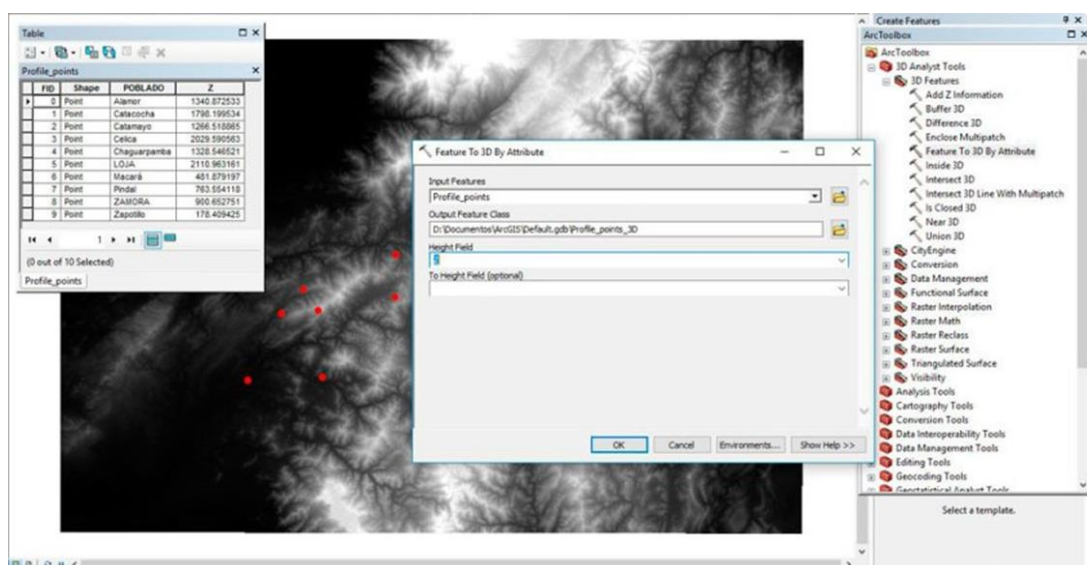 Table
Profile_points
FID Shape POBLADO Z
0 Point Alamor 1340.872533
1 Point Catacocha 1798.199534
2 Point Catamayo 1266.518865
3 Point Celica 2029.590563
4 Point Chaguarpamba 1328.546521
5 Point LOJA 2110.963161
6 Point Macará 481.879197
7 Point Pindal 763.554118
8 Point ZAMORA 900.652751
9 Point Zapotillo 178.409425
1
(0 out of 10 Selected)
Profile_points
Feature To 3D By Attribute
Input Features
Profile_points
Output Feature Class
D:\Documentos\ArcGIS\Default.gdb\Profile_points_3D
Height Field
Z
To Height Field (optional)
OK Cancel Environments... Show Help >>
Create Features
ArcToolbox
ArcToolbox
3D Analyst Tools
3D Features
Add Z Information
Buffer 3D
Difference 3D
Enclose Multipatch
Feature To 3D By Attribute
Inside 3D
Intersect 3D
Intersect 3D Line With Multipatch
Is Closed 3D
Near 3D
Union 3D
CityEngine
Conversion
Data Management
Functional Surface
Raster Interpolation
Raster Math
Raster Reclass
Raster Surface
Triangulated Surface
Visibility
Analysis Tools
Cartography Tools
Conversion Tools
Data Interoperability Tools
Data Management Tools
Editing Tools
Geocoding Tools
Geostatistical Analyst Tools
Select a template.